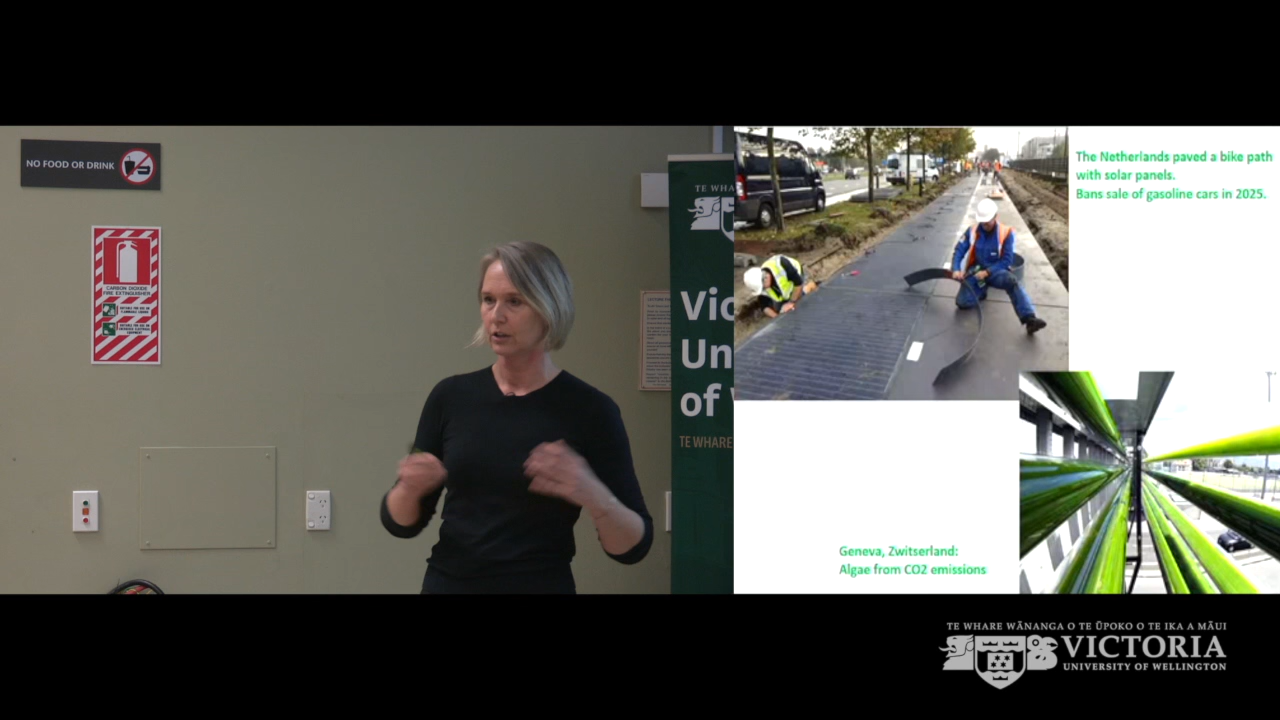 NO FOOD OR DRINK
CARBON DIOXIDE
FIRE EXTINGUISHER
TE WHA
Vic
Un
of
TE WHARE
The Netherlands paved a bike path
with solar panels.
Bans sale of gasoline cars in 2025.
Geneva, Zwitserland:
Algae from CO2 emissions
TE WHARE WĀNANGA O TE ŪPOKO O TE IKA A MĀUI
VICTORIA
UNIVERSITY OF WELLINGTON